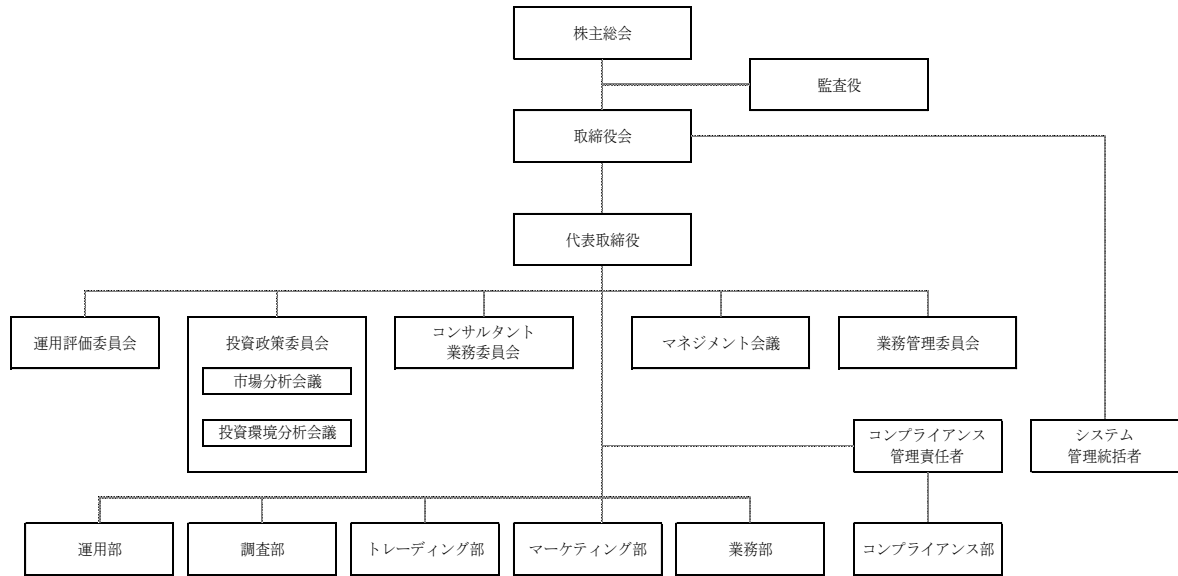 株主総会
監査役
取締役会
代表取締役
運用評価委員会
投資政策委員会
市場分析会議
投資環境分析会議
コンサルタント
業務委員会
マネジメント会議
業務管理委員会
コンプライアンス
管理責任者
システム
管理統括者
運用部
調査部
トレーディング部
マーケティング部
業務部
コンプライアンス部